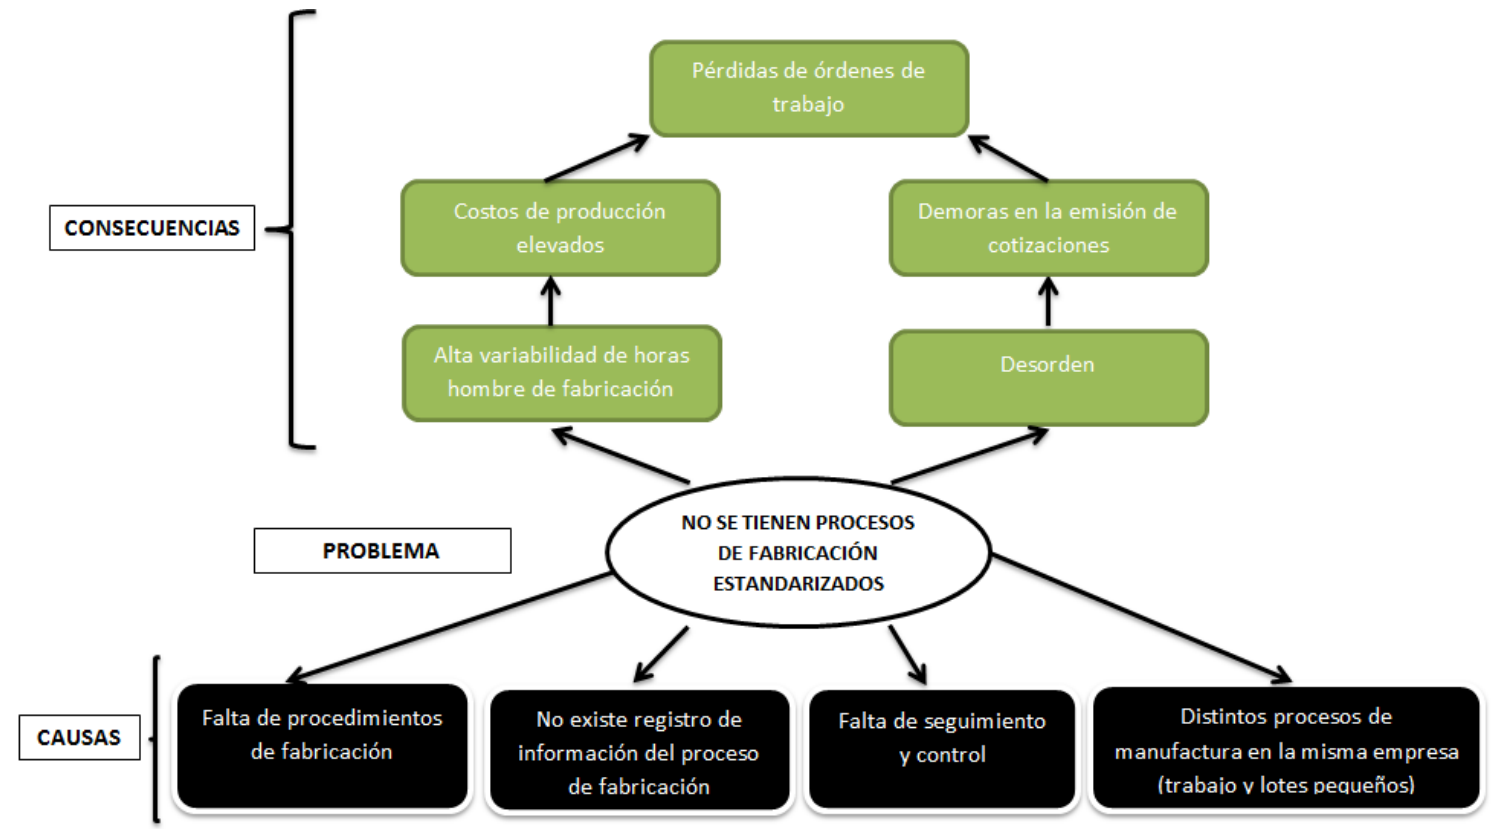 Pérdidas de órdenes de
trabajo
CONSECUENCIAS
Costos de producción
elevados
Demoras en la emisión de
cotizaciones
Alta variabilidad de horas
hombre de fabricación
Desorden
PROBLEMA
NO SE TIENEN PROCESOS
DE FABRICACIÓN
ESTANDARIZADOS
CAUSAS
Falta de procedimientos
de fabricación
No existe registro de
información del proceso
de fabricación
Falta de seguimiento
y control
Distintos procesos de
manufactura en la misma empresa
(trabajo y lotes pequeños)